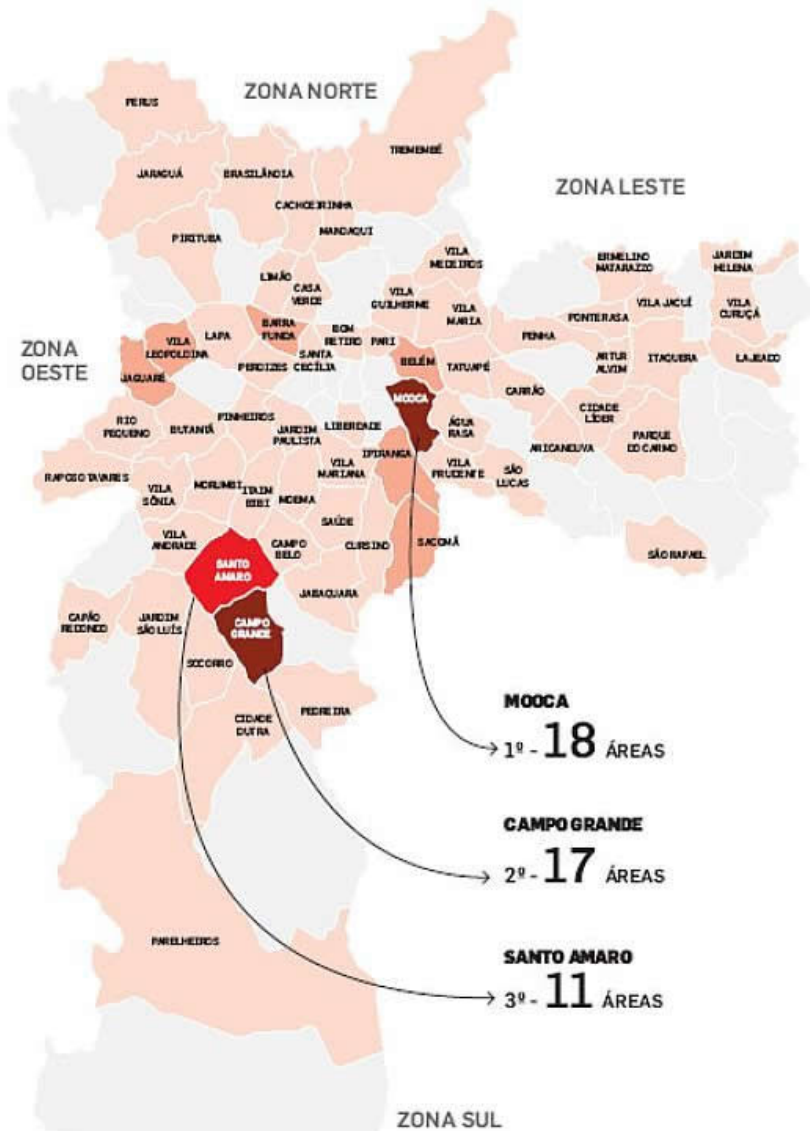 ZONA NORTE
PERUS
TREMEMBÉ
JARAGUÁ
BRASILÂNDIA
ZONA LESTE
CACHOEIRINHA
MANDAQUI
PIRITUBA
VILA
MEDEIROS
ERMELINO
MATARAZZO
JARDIM
HELENA
LIMÃO
CASA
VERDE
VILA
GUILHERME
VILA
MARIA
VILA JACUÍ
VILA
CURUÇÁ
PONTE RASA
BARRA
FUNDA
BOM
RETIRO
PARI
PENHA
ZONA
OESTE
VILA
LEOPOLDINA
LAPA
PERDIZES
SANTA
CECÍLIA
BELÉM
TATUAPÉ
ARTUR
ALVIM
ITAQUERA
LAJEADO
JAGUARÉ
MOOCA
CARRÃO
CIDADE
LÍDER
RIO
PEQUENO
BUTANTÃ
PINHEIROS
JARDIM
PAULISTA
LIBERDADE
ÁGUA
RASA
ARICANDUVA
PARQUE
DO CARMO
IPIRANGA
RAPOSO TAVARES
VILA
SÔNIA
MORUMBI
ITAIM
BIBI
MOEMA
VILA
MARIANA
VILA
PRUDENTE
SÃO
LUCAS
SAÚDE
VILA
ANDRADE
CAMPO
BELO
CURSINO
SACOMÃ
SÃO RAFAEL
SANTO
AMARO
JABAQUARA
CAPÃO
REDONDO
JARDIM
SÃO LUÍS
CAMPO
GRANDE
SOCORRO
CIDADE
DUTRA
PEDREIRA
MOOCA
1º - 18 ÁREAS
CAMPO GRANDE
2º - 17 ÁREAS
PARELHEIROS
SANTO AMARO
3º - 11 ÁREAS
ZONA SUL